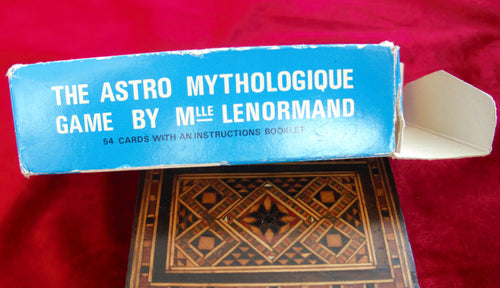 THE ASTRO MYTHOLOGIQUE
GAME BY MLLE LENORMAND
54 CARDS WITH AN INSTRUCTIONS BOOKLET